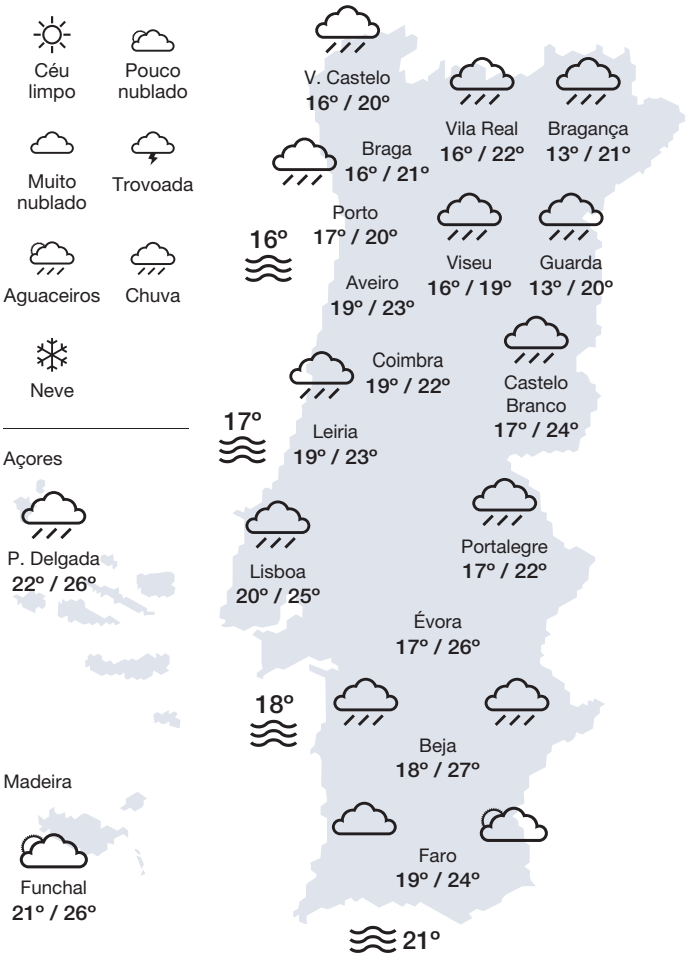 Céu
limpo
Pouco
nublado
Muito
nublado
Trovoada
Aguaceiros
Chuva
Neve
Açores
P. Delgada
22º / 26º
Madeira
Funchal
21º / 26º
V. Castelo
16º / 20º
Vila Real
16º / 22º
Bragança
13º / 21º
Braga
16º / 21º
Porto
17º / 20º
16º
Viseu
16º / 19º
Guarda
13º / 20º
Aveiro
19º / 23º
Coimbra
19º / 22º
Castelo
Branco
17º / 24º
17º
Leiria
19º / 23º
Lisboa
20º / 25º
Portalegre
17º / 22º
Évora
17º / 26º
18º
Beja
18º / 27º
Faro
19º / 24º
21º